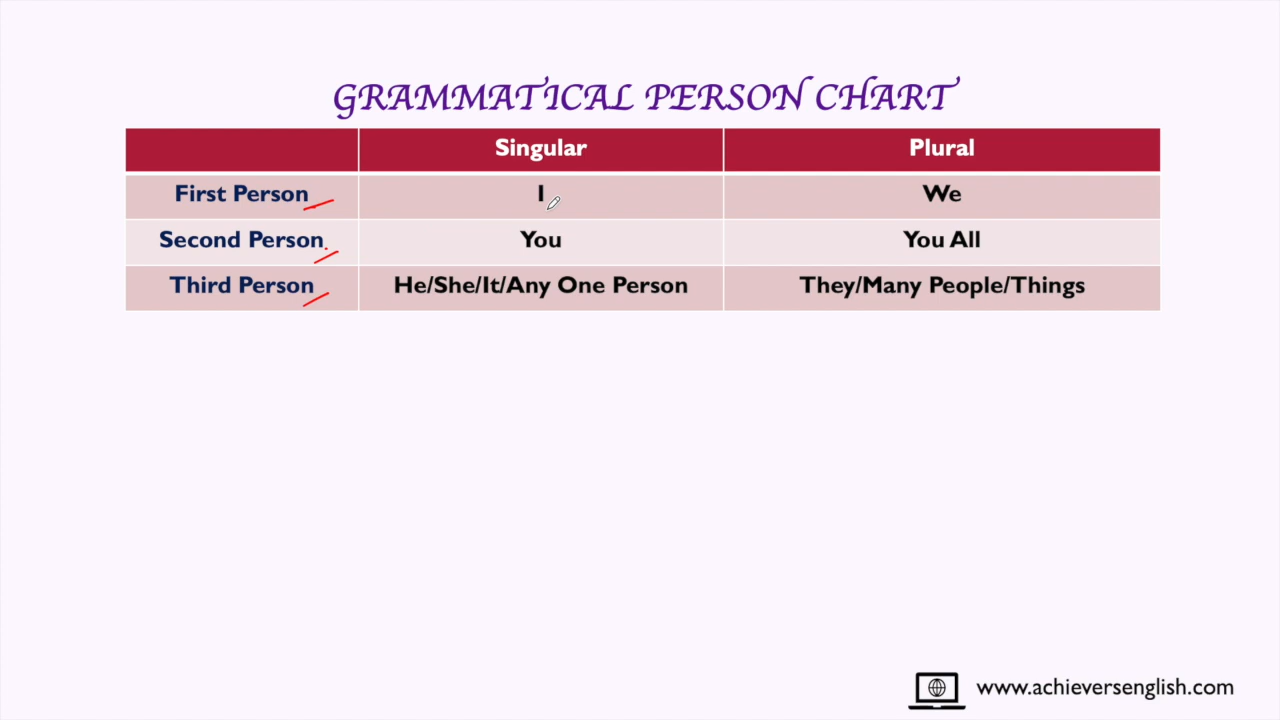 GRAMMATICAL PERSON CHART
Singular Plural
First Person I We
Second Person You You All
Third Person He/She/It/Any One Person They/Many People/Things
www.achieversenglish.com